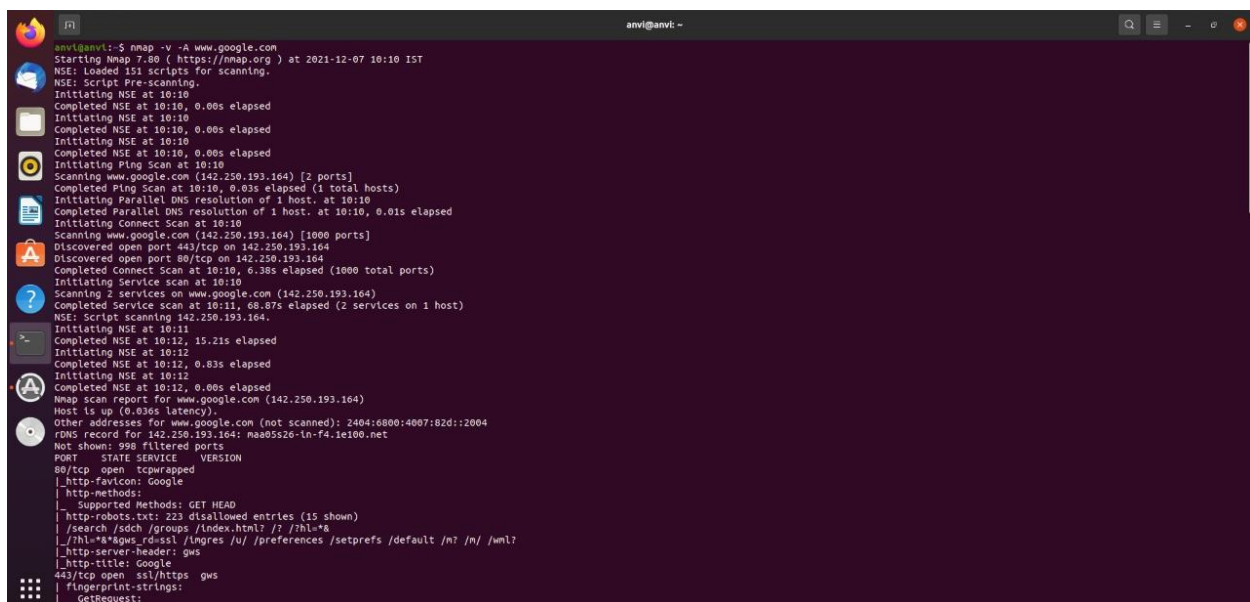 anvi@anvi: ~
anvi@anvi:~$ nmap -v -A www.google.com
Starting Nmap 7.80 ( https://nmap.org ) at 2021-12-07 10:10 IST
NSE: Loaded 151 scripts for scanning.
NSE: Script Pre-scanning.
Initiating NSE at 10:10
Completed NSE at 10:10, 0.00s elapsed
Initiating NSE at 10:10
Completed NSE at 10:10, 0.00s elapsed
Initiating NSE at 10:10
Completed NSE at 10:10, 0.00s elapsed
Initiating Ping Scan at 10:10
Scanning www.google.com (142.250.193.164) [2 ports]
Completed Ping Scan at 10:10, 0.03s elapsed (1 total hosts)
Initiating Parallel DNS resolution of 1 host. at 10:10
Completed Parallel DNS resolution of 1 host. at 10:10, 0.01s elapsed
Initiating Connect Scan at 10:10
Scanning www.google.com (142.250.193.164) [1000 ports]
Discovered open port 443/tcp on 142.250.193.164
Discovered open port 80/tcp on 142.250.193.164
Completed Connect Scan at 10:10, 6.38s elapsed (1000 total ports)
Initiating Service scan at 10:10
Scanning 2 services on www.google.com (142.250.193.164)
Completed Service scan at 10:11, 68.87s elapsed (2 services on 1 host)
NSE: Script scanning 142.250.193.164.
Initiating NSE at 10:11
Completed NSE at 10:12, 15.21s elapsed
Initiating NSE at 10:12
Completed NSE at 10:12, 0.83s elapsed
Initiating NSE at 10:12
Completed NSE at 10:12, 0.00s elapsed
Nmap scan report for www.google.com (142.250.193.164)
Host is up (0.036s latency).
Other addresses for www.google.com (not scanned): 2404:6800:4007:82d::2004
rDNS record for 142.250.193.164: maa05s26-in-f4.1e100.net
Not shown: 998 filtered ports
PORT    STATE SERVICE    VERSION
80/tcp  open  tcpwrapped
|_http-favicon: Google
| http-methods:
|_  Supported Methods: GET HEAD
| http-robots.txt: 223 disallowed entries (15 shown)
| /search /sdch /groups /index.html? /? /?hl=*&
|_/?hl=*&*&gws_rd=ssl /imgres /u/ /preferences /setprefs /default /m? /m/ /wml?
|_http-server-header: gws
|_http-title: Google
443/tcp open  ssl/https  gws
| fingerprint-strings:
|   GetRequest: